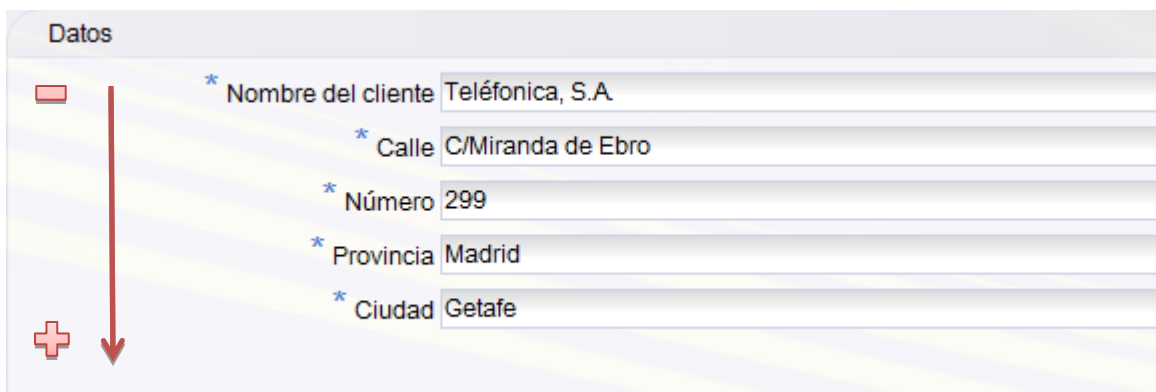 Datos
* Nombre del cliente Teléfonica, S.A.
* Calle C/Miranda de Ebro
* Número 299
* Provincia Madrid
* Ciudad Getafe